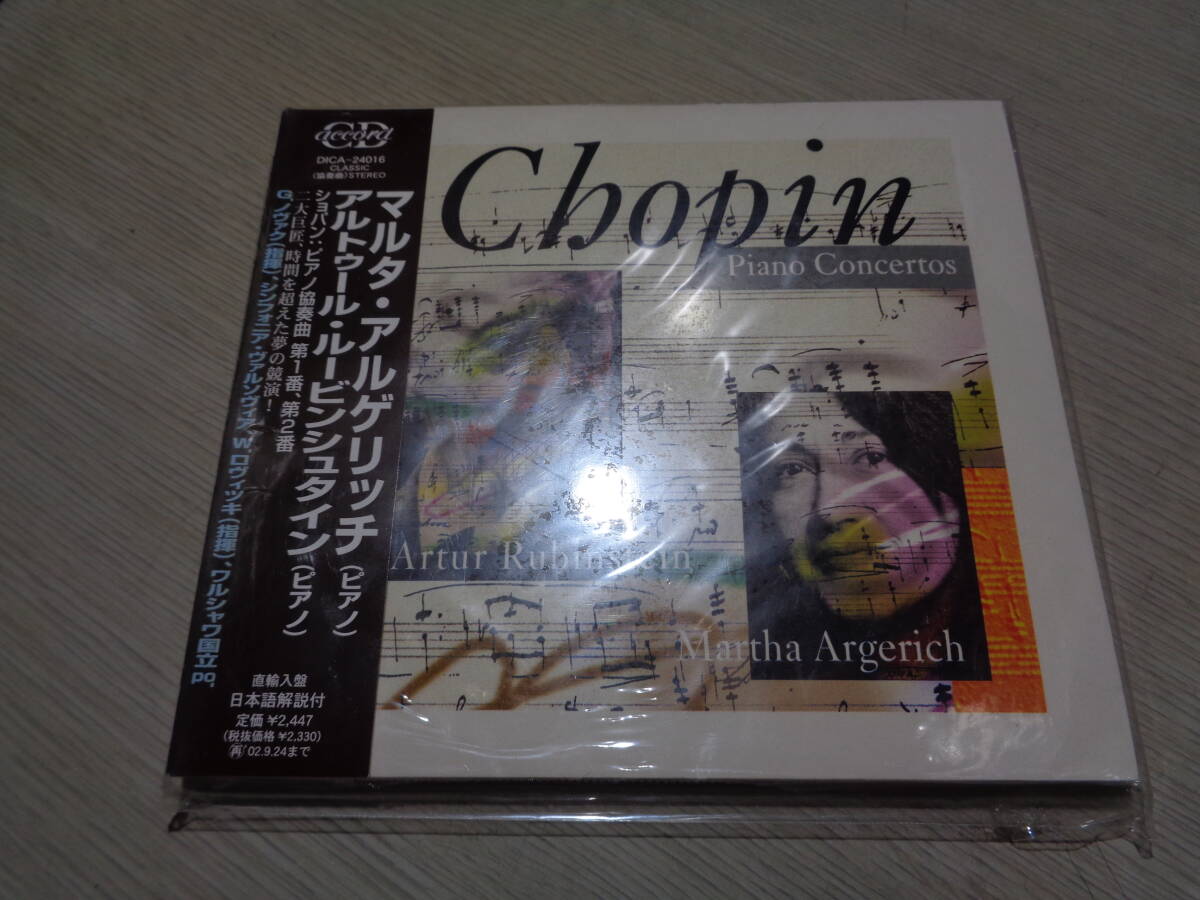 CD accord
DICA-24016
CLASSIC
(協奏曲)STEREO
マルタ・アルゲリッチ(ピアノ)
アルトゥール・ルービンシュタイン(ピアノ)
ショパン:ピアノ協奏曲 第1番、第2番
二大巨匠、時間を超えた夢の競演!
G.ノヴァク(指揮)、シンフォニア・ヴァルソヴィア、W.ロヴィツキ(指揮)、ワルシャワ国立po.
直輸入盤
日本語解説付
定価 ¥2,447
(税抜価格 ¥2,330)
再 '02.9.24まで
Chopin
Piano Concertos
Artur Rubinstein
Martha Argerich